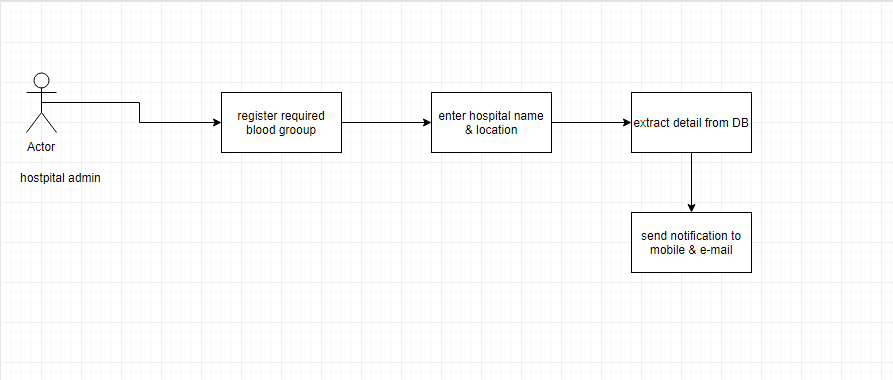 register required
blood grooup
enter hospital name
& location
extract detail from DB
Actor
hostpital admin
send notification to
mobile & e-mail